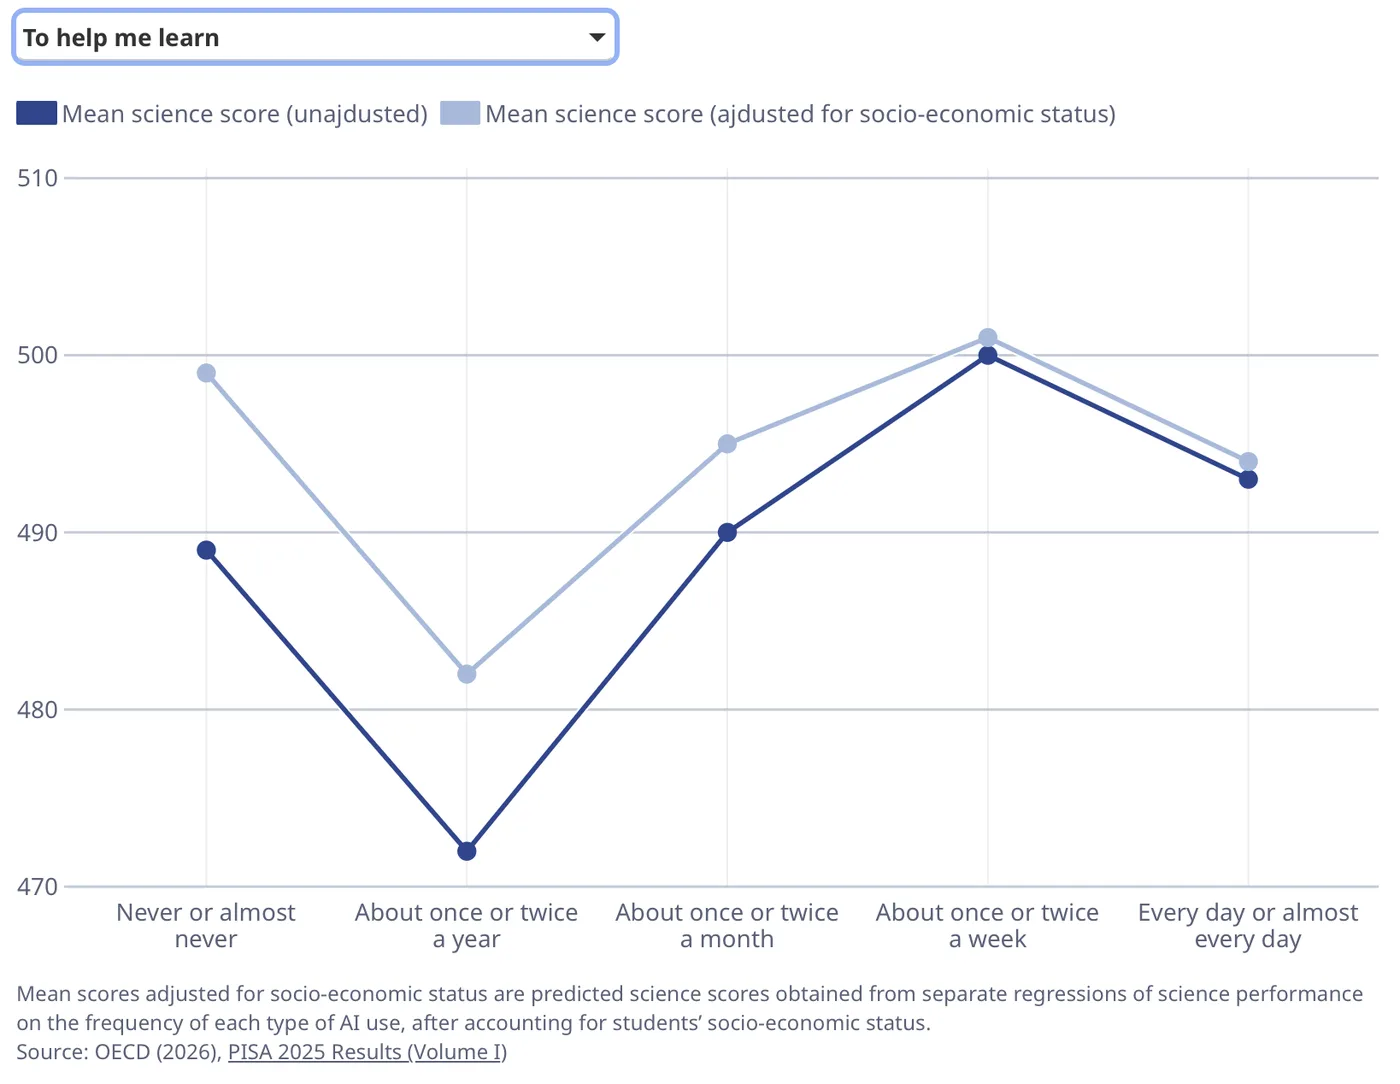 To help me learn
Mean science score (unajdusted) Mean science score (ajdusted for socio-economic status)
510
500
490
480
470
Never or almost never
About once or twice a year
About once or twice a month
About once or twice a week
Every day or almost every day
Mean scores adjusted for socio-economic status are predicted science scores obtained from separate regressions of science performance
on the frequency of each type of AI use, after accounting for students’ socio-economic status.
Source: OECD (2026), PISA 2025 Results (Volume I)